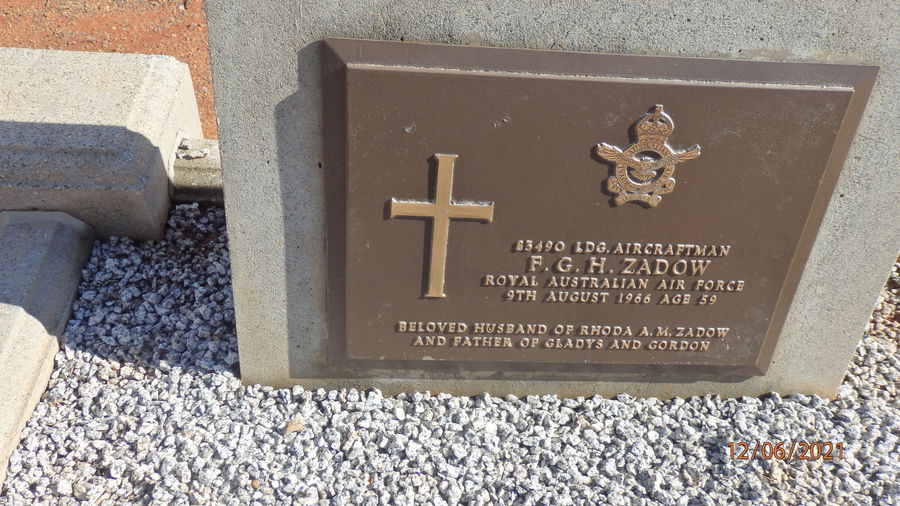 83490 LDG. AIRCRAFTMAN
F. G. H. ZADOW
ROYAL AUSTRALIAN AIR FORCE
9TH AUGUST 1966 AGE 59
BELOVED HUSBAND OF RHODA A. M. ZADOW
AND FATHER OF GLADYS AND GORDON
12/06/2021